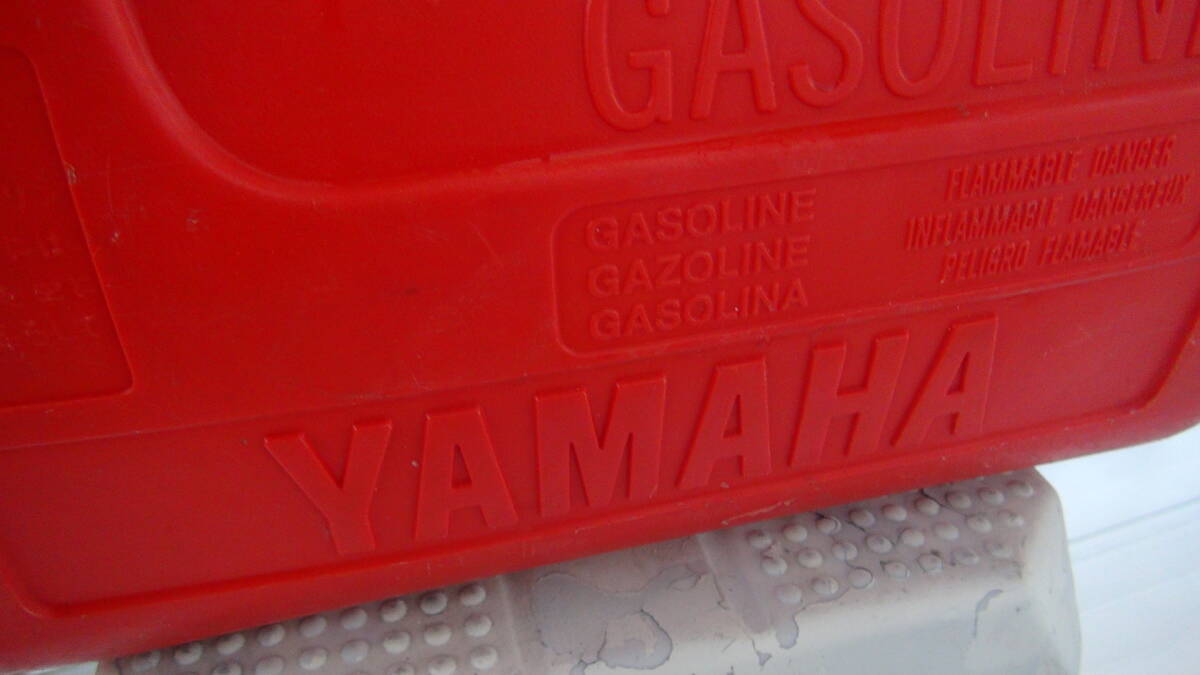 GASOLIN
GASOLINE
GAZOLINE
GASOLINA
FLAMMABLE DANGER
INFLAMMABLE DANGEREUX
PELIGRO FLAMABLE
YAMAHA